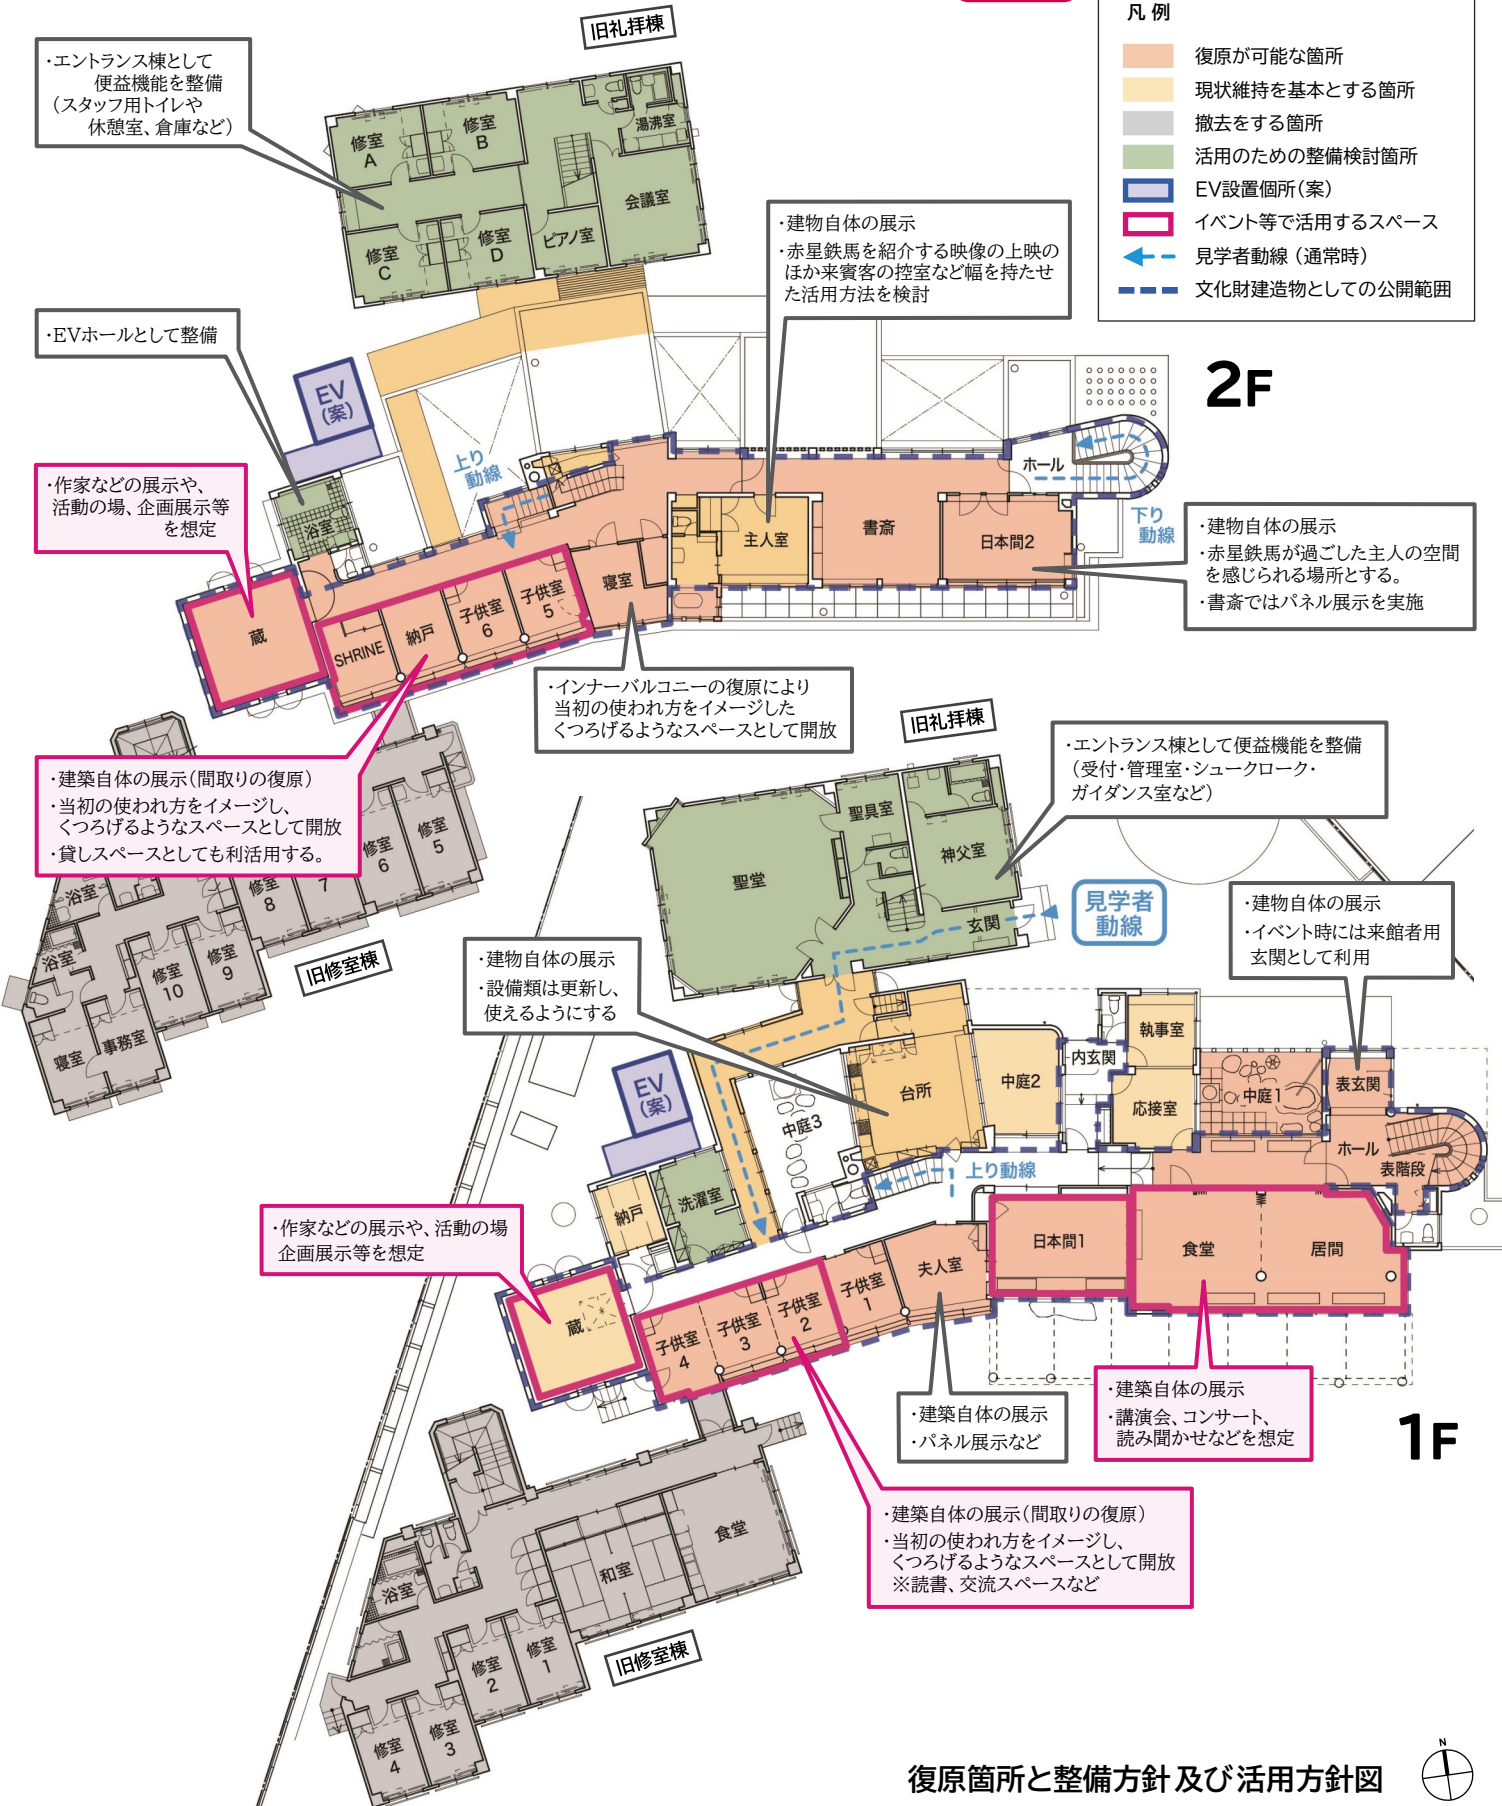 凡例
復原が可能な箇所
現状維持を基本とする箇所
撤去をする箇所
活用のための整備検討箇所
EV設置個所(案)
イベント等で活用するスペース
見学者動線(通常時)
文化財建造物としての公開範囲
2F
旧礼拝棟
・エントランス棟として
便益機能を整備
(スタッフ用トイレや
休憩室、倉庫など)
修室
A
修室
B
湯沸室
会議室
修室
C
修室
D
ピアノ室
・建物自体の展示
・赤星鉄馬を紹介する映像の上映の
ほか来賓客の控室など幅を持たせ
た活用方法を検討
・EVホールとして整備
EV
(案)
上り
動線
ホール
下り
動線
・作家などの展示や、
活動の場、企画展示等
を想定
浴室
主人室
書斎
日本間2
・建物自体の展示
・赤星鉄馬が過ごした主人の空間
を感じられる場所とする。
・書斎ではパネル展示を実施
蔵
SHRINE
納戸
子供室
6
子供室
5
寝室
・インナーバルコニーの復原により
当初の使われ方をイメージした
くつろげるようなスペースとして開放
・建築自体の展示(間取りの復原)
・当初の使われ方をイメージし、
くつろげるようなスペースとして開放
・貸しスペースとしても利活用する。
修室
5
修室
6
7
修室
8
浴室
修室
9
修室
10
浴室
寝室
事務室
旧修室棟
旧礼拝棟
・エントランス棟として便益機能を整備
(受付・管理室・シュークローク・
ガイダンス室など)
聖具室
神父室
聖堂
玄関
見学者
動線
・建物自体の展示
・イベント時には来館者用
玄関として利用
・建物自体の展示
・設備類は更新し、
使えるようにする
EV
(案)
台所
中庭2
内玄関
執事室
応接室
中庭1
表玄関
中庭3
ホール
表階段
上り動線
納戸
洗濯室
・作家などの展示や、活動の場
企画展示等を想定
蔵
子供室
4
子供室
3
子供室
2
子供室
1
夫人室
日本間1
食堂
居間
・建築自体の展示
・パネル展示など
・建築自体の展示
・講演会、コンサート、
読み聞かせなどを想定
1F
・建築自体の展示(間取りの復原)
・当初の使われ方をイメージし、
くつろげるようなスペースとして開放
※読書、交流スペースなど
食堂
和室
浴室
修室
1
修室
2
修室
3
修室
4
旧修室棟
復原箇所と整備方針及び活用方針図
N